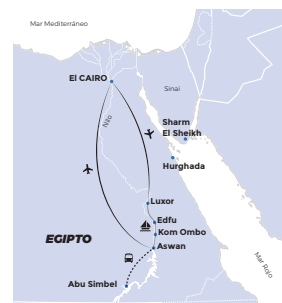 Mar Mediterráneo
El CAIRO
Sinai
Nilo
Sharm
El Sheikh
Hurghada
Luxor
Edfu
Kom Ombo
EGIPTO
Aswan
Mar Rojo
Abu Simbel